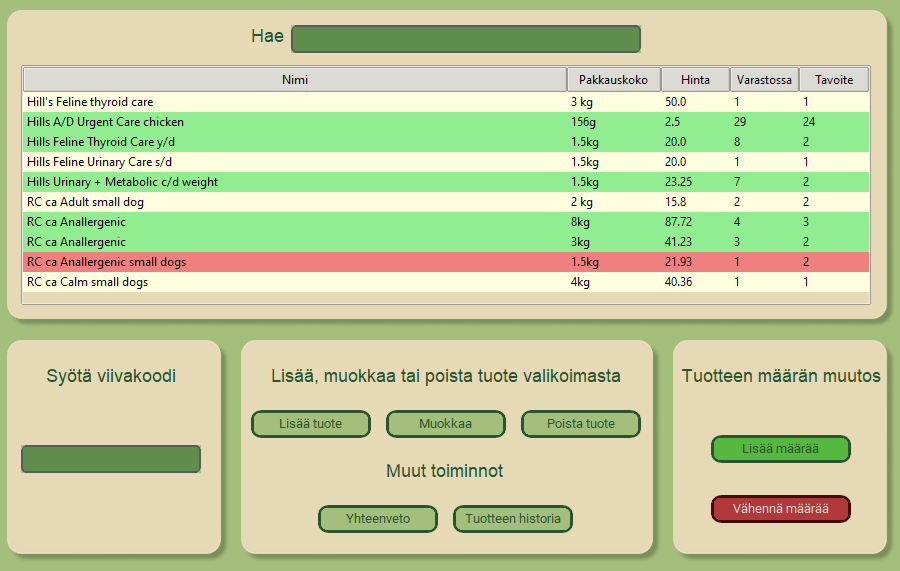 Hae
Nimi Pakkauskoko Hinta Varastossa Tavoite
Hill's Feline thyroid care 3 kg 50.0 1 1
Hills A/D Urgent Care chicken 156g 2.5 29 24
Hills Feline Thyroid Care y/d 1.5kg 20.0 8 2
Hills Feline Urinary Care s/d 1.5kg 20.0 1 1
Hills Urinary + Metabolic c/d weight 1.5kg 23.25 7 2
RC ca Adult small dog 2 kg 15.8 2 2
RC ca Anallergenic 8kg 87.72 4 3
RC ca Anallergenic 3kg 41.23 3 2
RC ca Anallergenic small dogs 1.5kg 21.93 1 2
RC ca Calm small dogs 4kg 40.36 1 1
Syötä viivakoodi
Lisää, muokkaa tai poista tuote valikoimasta
Lisää tuote Muokkaa Poista tuote
Muut toiminnot
Yhteenveto Tuotteen historia
Tuotteen määrän muutos
Lisää määrää
Vähennä määrää